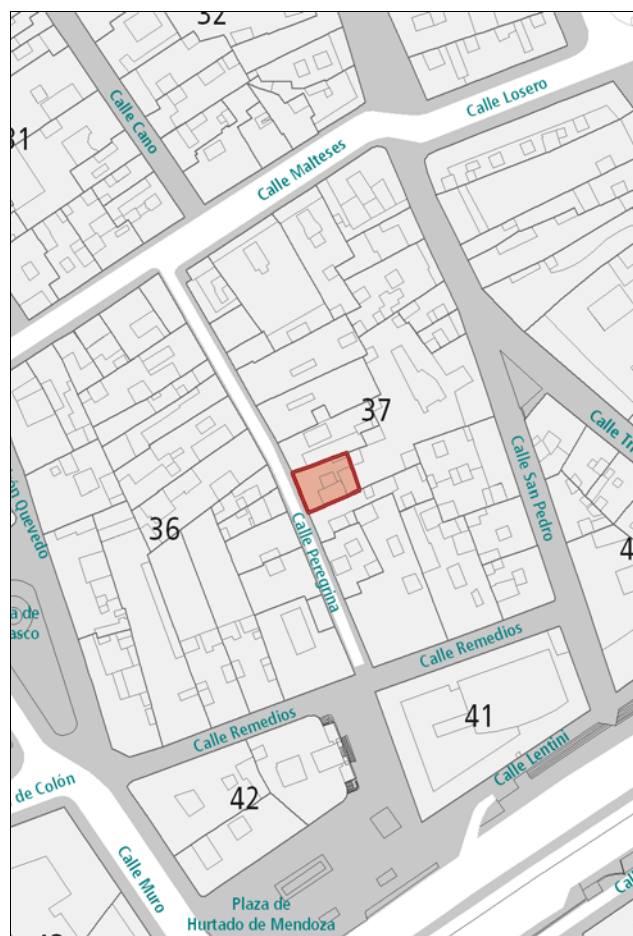 32
Calle Cano
Calle Losero
Calle Malteses
37
36
Calle San Pedro
Calle Peregrina
Quevedo
Calle Remedios
41
Calle Remedios
Calle Lentini
de Colón
42
Calle Muro
Plaza de
Hurtado de Mendoza